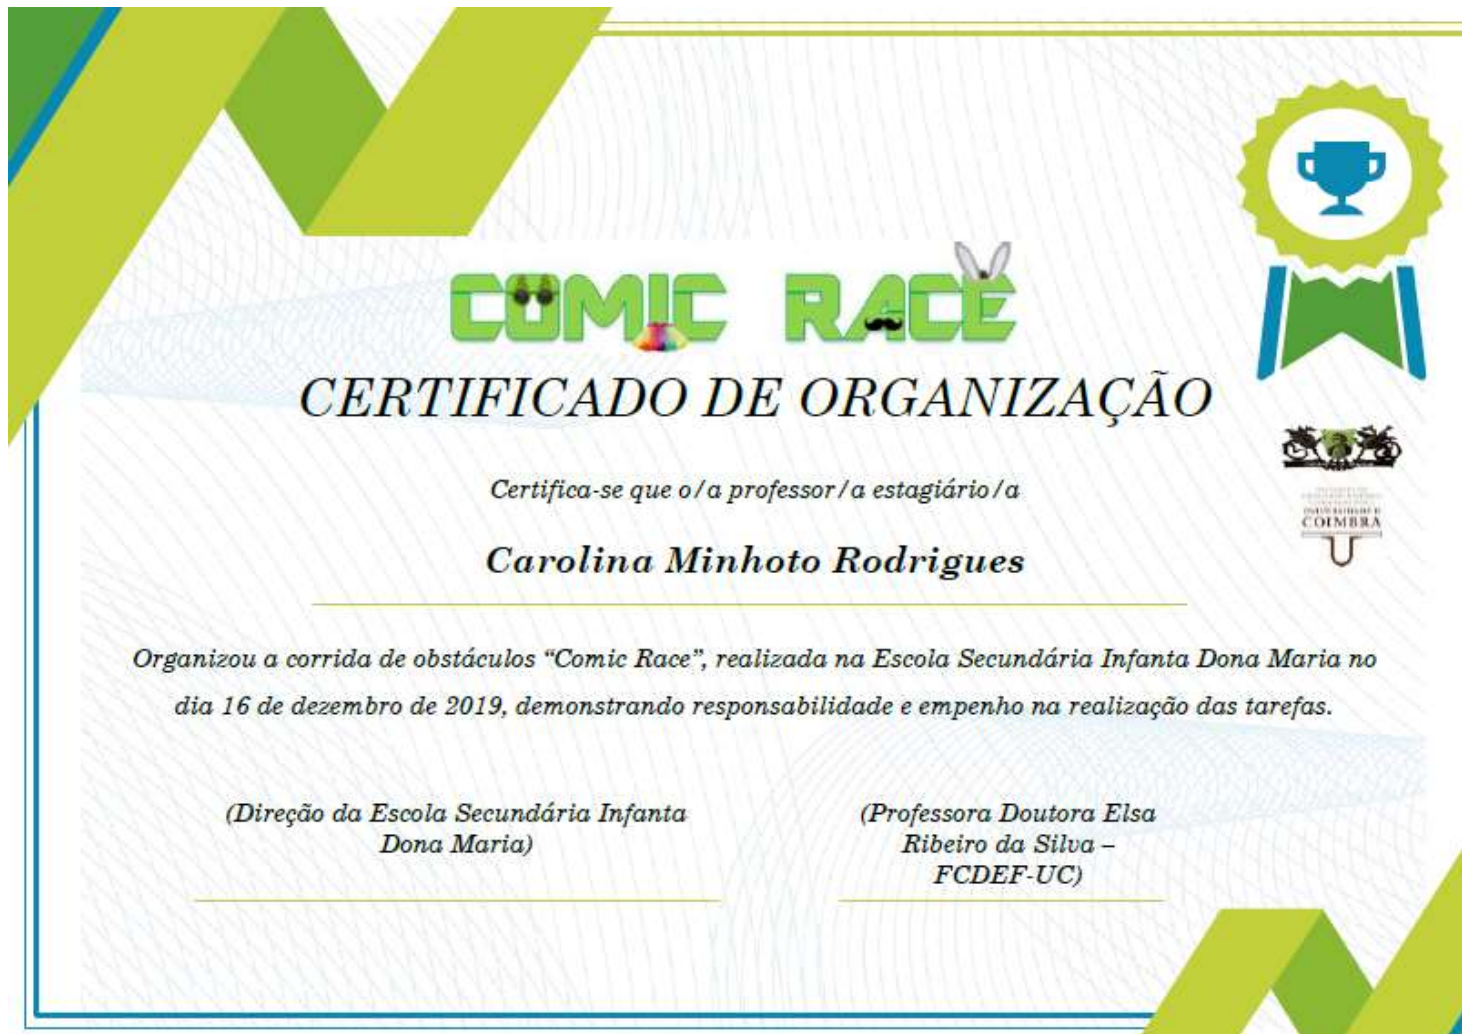 COMIC RACE
CERTIFICADO DE ORGANIZAÇÃO
Certifica-se que o/a professor/a estagiário/a
Carolina Minhoto Rodrigues
COIMBRA
Organizou a corrida de obstáculos “Comic Race”, realizada na Escola Secundária Infanta Dona Maria no
dia 16 de dezembro de 2019, demonstrando responsabilidade e empenho na realização das tarefas.
(Direção da Escola Secundária Infanta
Dona Maria)
(Professora Doutora Elsa
Ribeiro da Silva –
FCDEF-UC)